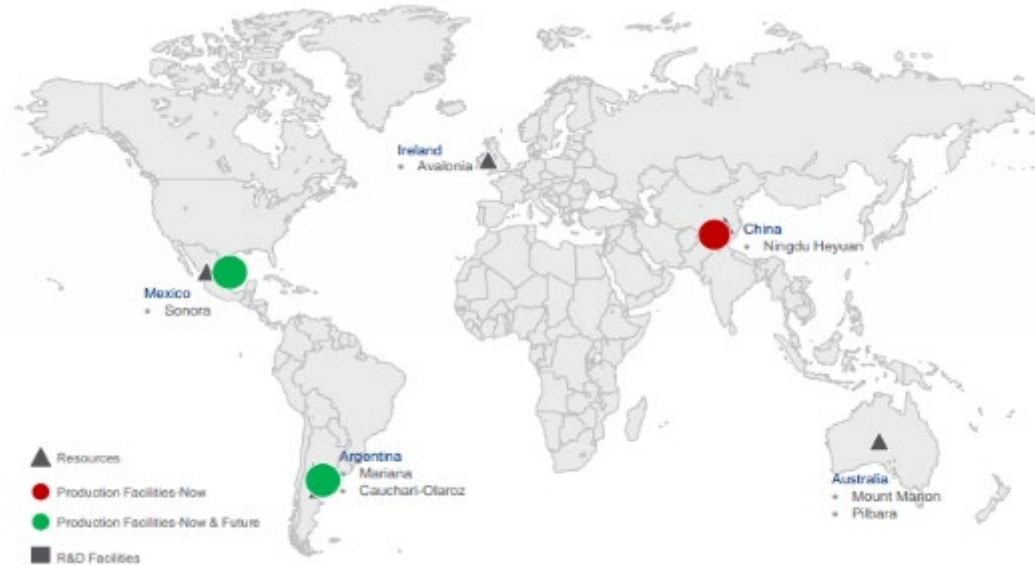 Ireland
• Avalonia
China
• Ningdu Heyuan
Mexico
• Sonora
Argentina
• Mariana
• Cauchari-Olaroz
Australia
• Mount Marion
• Pilbara
Resources
Production Facilities-Now
Production Facilities-Now & Future
R&D Facilities